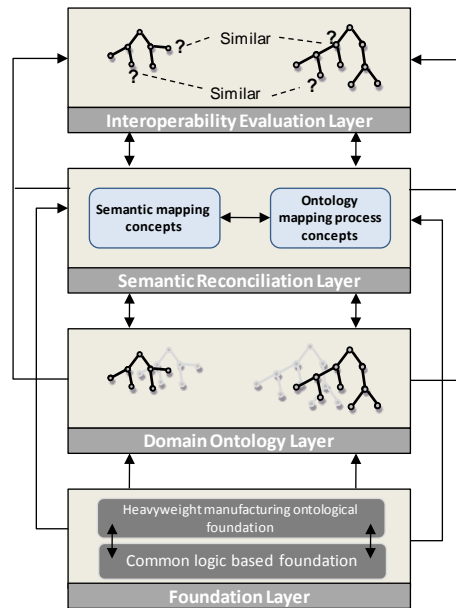 ? Similar ?
? Similar ?
Interoperability Evaluation Layer
Semantic mapping
concepts
Ontology
mapping process
concepts
Semantic Reconciliation Layer
Domain Ontology Layer
Heavyweight manufacturing ontological
foundation
Common logic based foundation
Foundation Layer